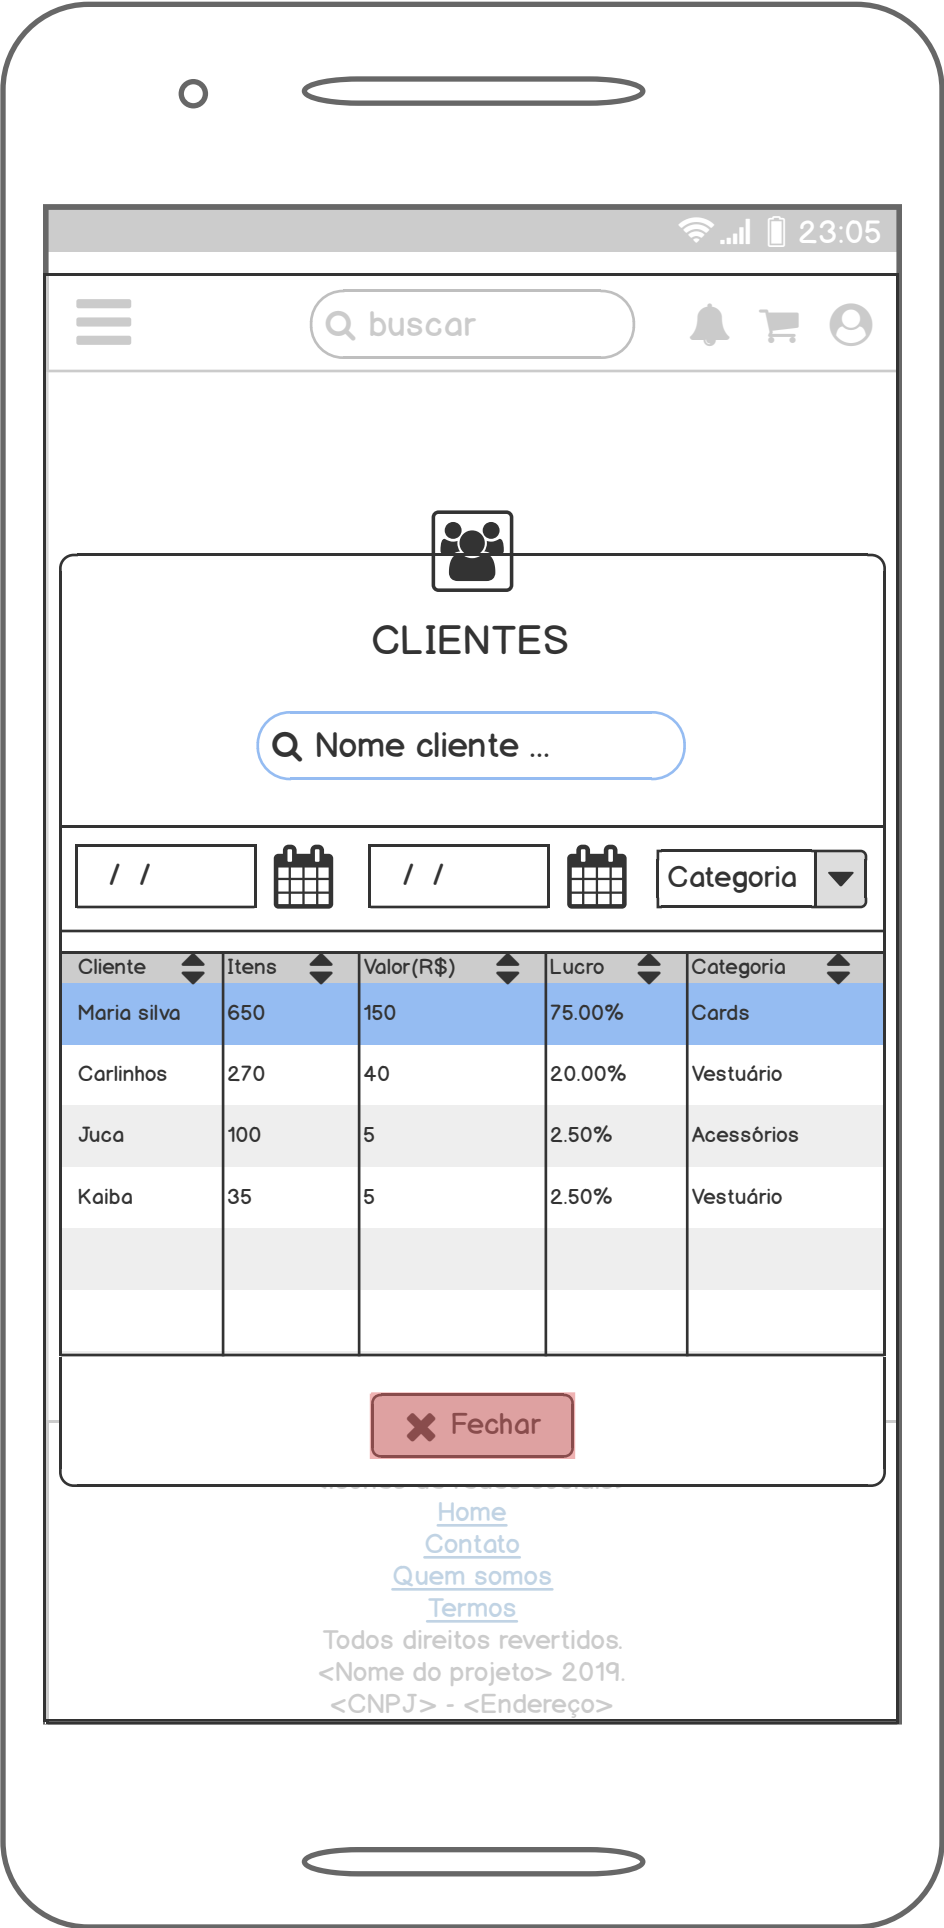 23:05
buscar
CLIENTES
Nome cliente ...
/ /
/ /
Categoria
Cliente Itens Valor(R$) Lucro Categoria
Maria silva 650 150 75.00% Cards
Carlinhos 270 40 20.00% Vestuário
Juca 100 5 2.50% Acessórios
Kaiba 35 5 2.50% Vestuário
Fechar
Home
Contato
Quem somos
Termos
Todos direitos revertidos.
<Nome do projeto> 2019.
<CNPJ> - <Endereço>